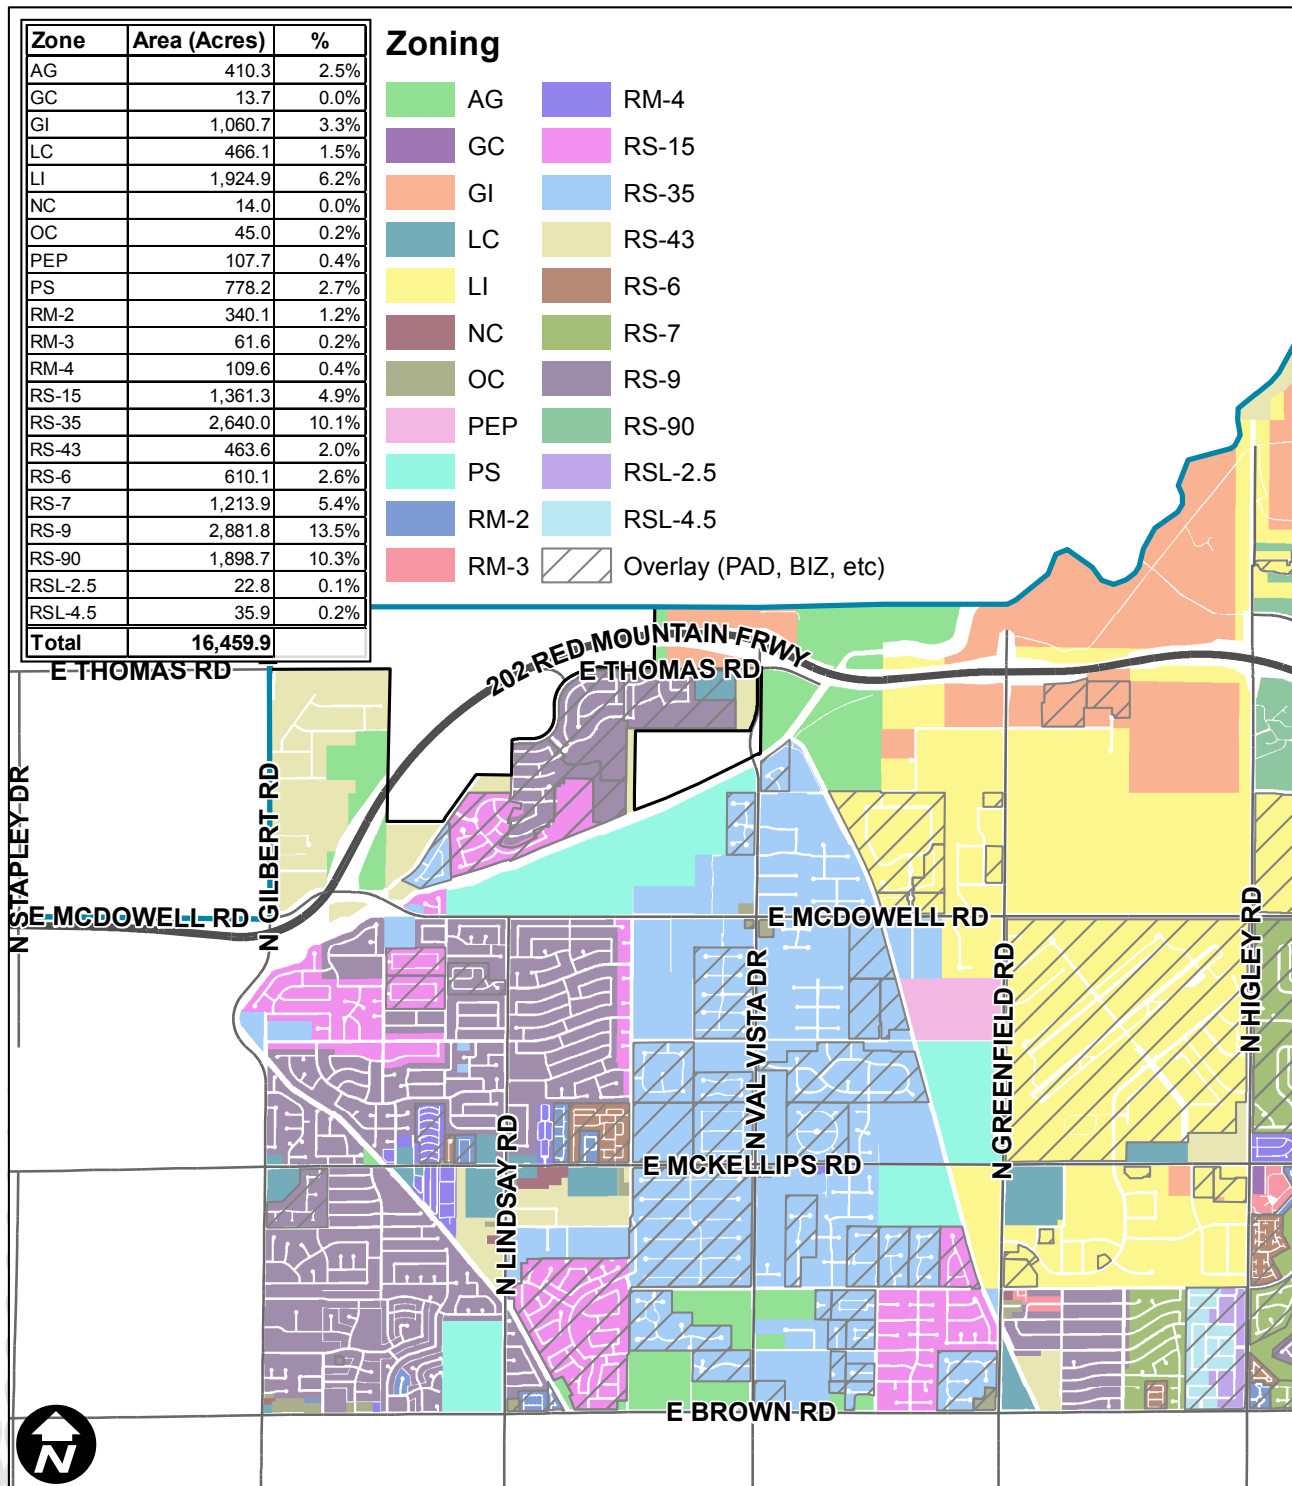 Zone Area (Acres) %
AG 410.3 2.5%
GC 13.7 0.0%
GI 1,060.7 3.3%
LC 466.1 1.5%
LI 1,924.9 6.2%
NC 14.0 0.0%
OC 45.0 0.2%
PEP 107.7 0.4%
PS 778.2 2.7%
RM-2 340.1 1.2%
RM-3 61.6 0.2%
RM-4 109.6 0.4%
RS-15 1,361.3 4.9%
RS-35 2,640.0 10.1%
RS-43 463.6 2.0%
RS-6 610.1 2.6%
RS-7 1,213.9 5.4%
RS-9 2,881.8 13.5%
RS-90 1,898.7 10.3%
RSL-2.5 22.8 0.1%
RSL-4.5 35.9 0.2%
Total 16,459.9
Zoning
AG
GC
GI
LC
LI
NC
OC
PEP
PS
RM-2
RM-3
RM-4
RS-15
RS-35
RS-43
RS-6
RS-7
RS-9
RS-90
RSL-2.5
RSL-4.5
Overlay (PAD, BIZ, etc)
202 RED MOUNTAIN FRWY
E THOMAS RD
E THOMAS RD
N STAPLEY DR
N GILBERT RD
E MCDOWELL RD
E MCDOWELL RD
N LINDSAY RD
N VAL VISTA DR
N GREENFIELD RD
N HIGLEY RD
E MCKELLIPS RD
E BROWN RD
N